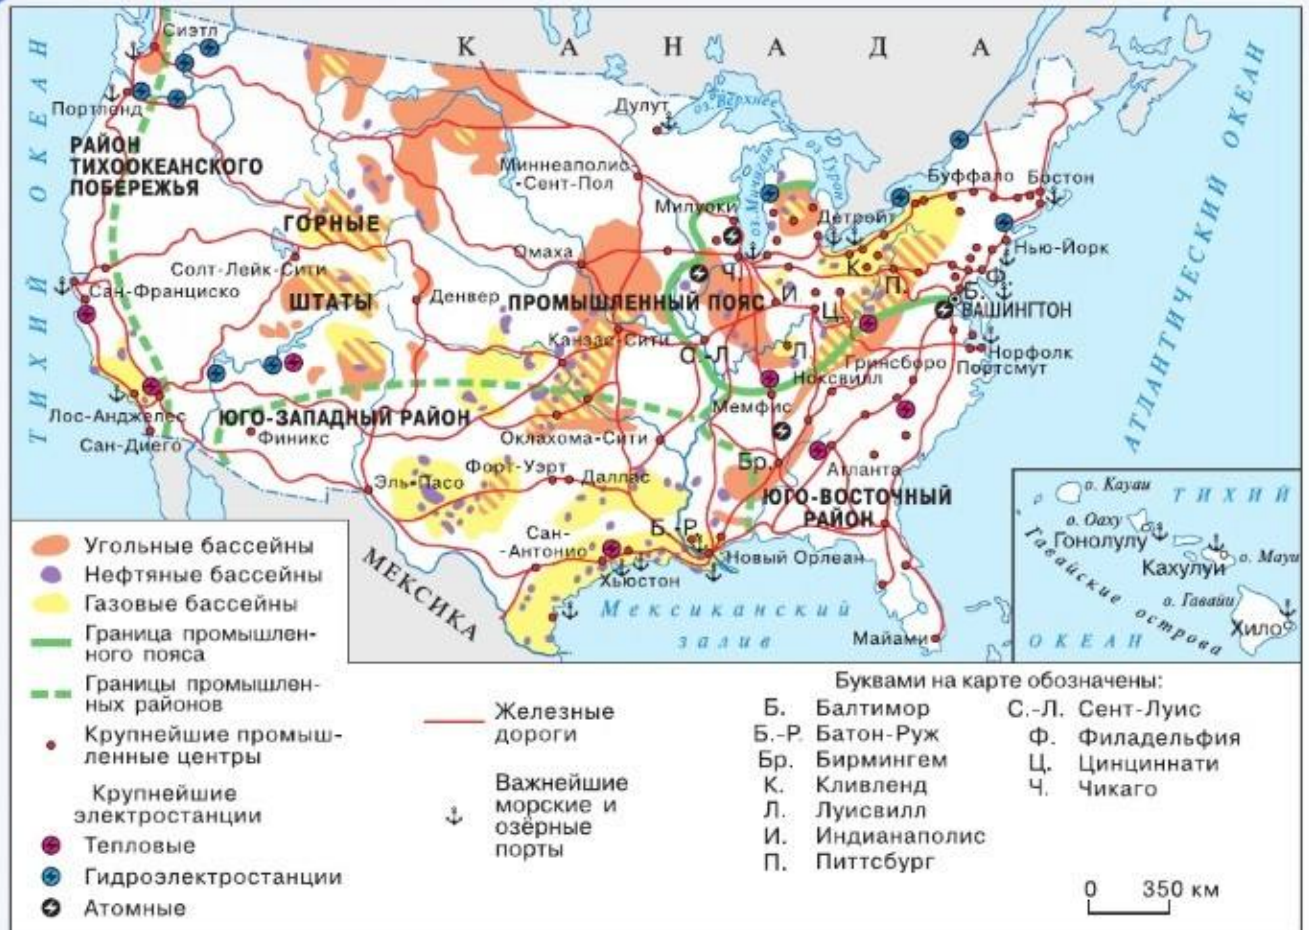 К А Н А Д А
ТИХИЙ ОКЕАН
АТЛАНТИЧЕСКИЙ ОКЕАН
Сиэтл
Портленд
РАЙОН
ТИХООКЕАНСКОГО
ПОБЕРЕЖЬЯ
Дулут
оз. Верхнее
Миннеаполис-
-Сент-Пол
оз. Мичиган
оз. Гурон
Буффало
Бостон
Милуоки
Детройт
ГОРНЫЕ
ШТАТЫ
Омаха
Нью-Йорк
Солт-Лейк-Сити
Сан-Франциско
Денвер
ПРОМЫШЛЕННЫЙ ПОЯС
Ч.
К.
П.
Ф.
Б.
И
Ц.
ВАШИНГТОН
Канзас-Сити
С.-Л
Л.
Гринсборо
Норфолк
Портсмут
Ноксвилл
Мемфис
Лос-Анджелес
Сан-Диего
ЮГО-ЗАПАДНЫЙ РАЙОН
Финикс
Оклахома-Сити
Бр.
Атланта
Эль-Пасо
Форт-Уэрт
Даллас
ЮГО-ВОСТОЧНЫЙ
РАЙОН
Сан-
-Антонио
Б.-Р.
Новый Орлеан
Хьюстон
МЕКСИКА
Мексиканский
залив
Майами
о. Кауаи
ТИХИЙ
о. Оаху
Гонолулу
Кахулуи
о. Мауи
Гавайские острова
о. Гавайи
Хило
ОКЕАН
Угольные бассейны
Нефтяные бассейны
Газовые бассейны
Граница промышлен-
ного пояса
Границы промышлен-
ных районов
Крупнейшие промыш-
ленные центры
Крупнейшие
электростанции
Тепловые
Гидроэлектростанции
Атомные
Железные
дороги
Важнейшие
морские и
озёрные
порты
Буквами на карте обозначены:
Б. Балтимор
Б.-Р. Батон-Руж
Бр. Бирмингем
К. Кливленд
Л. Луисвилл
И. Индианаполис
П. Питтсбург
С.-Л. Сент-Луис
Ф. Филадельфия
Ц. Цинциннати
Ч. Чикаго
0 350 км